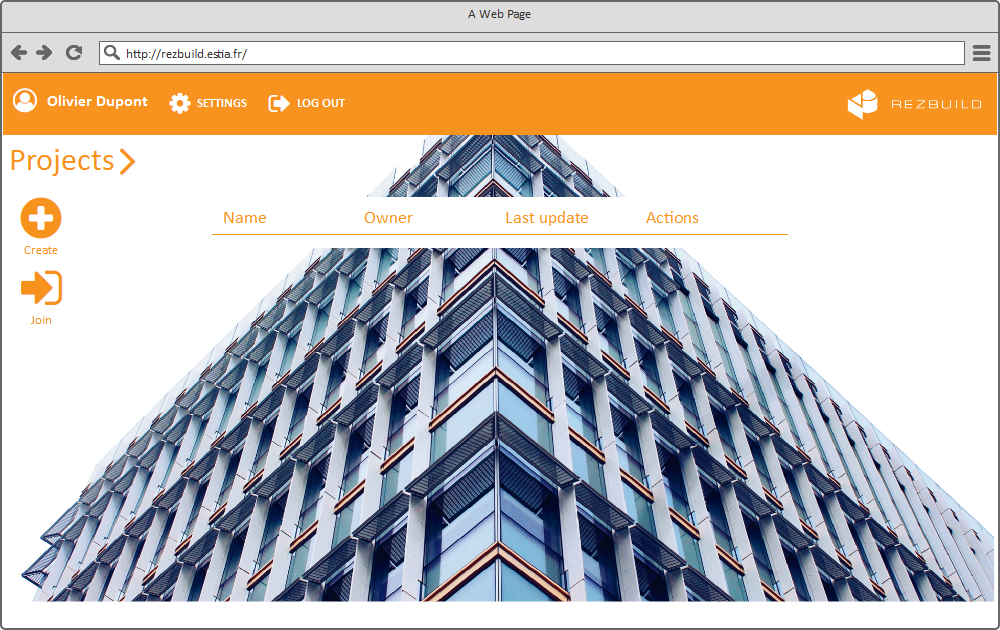 A Web Page
http://rezbuild.estia.fr/
Olivier Dupont SETTINGS LOG OUT REZBUILD
Projects
Name Owner Last update Actions
Create
Join